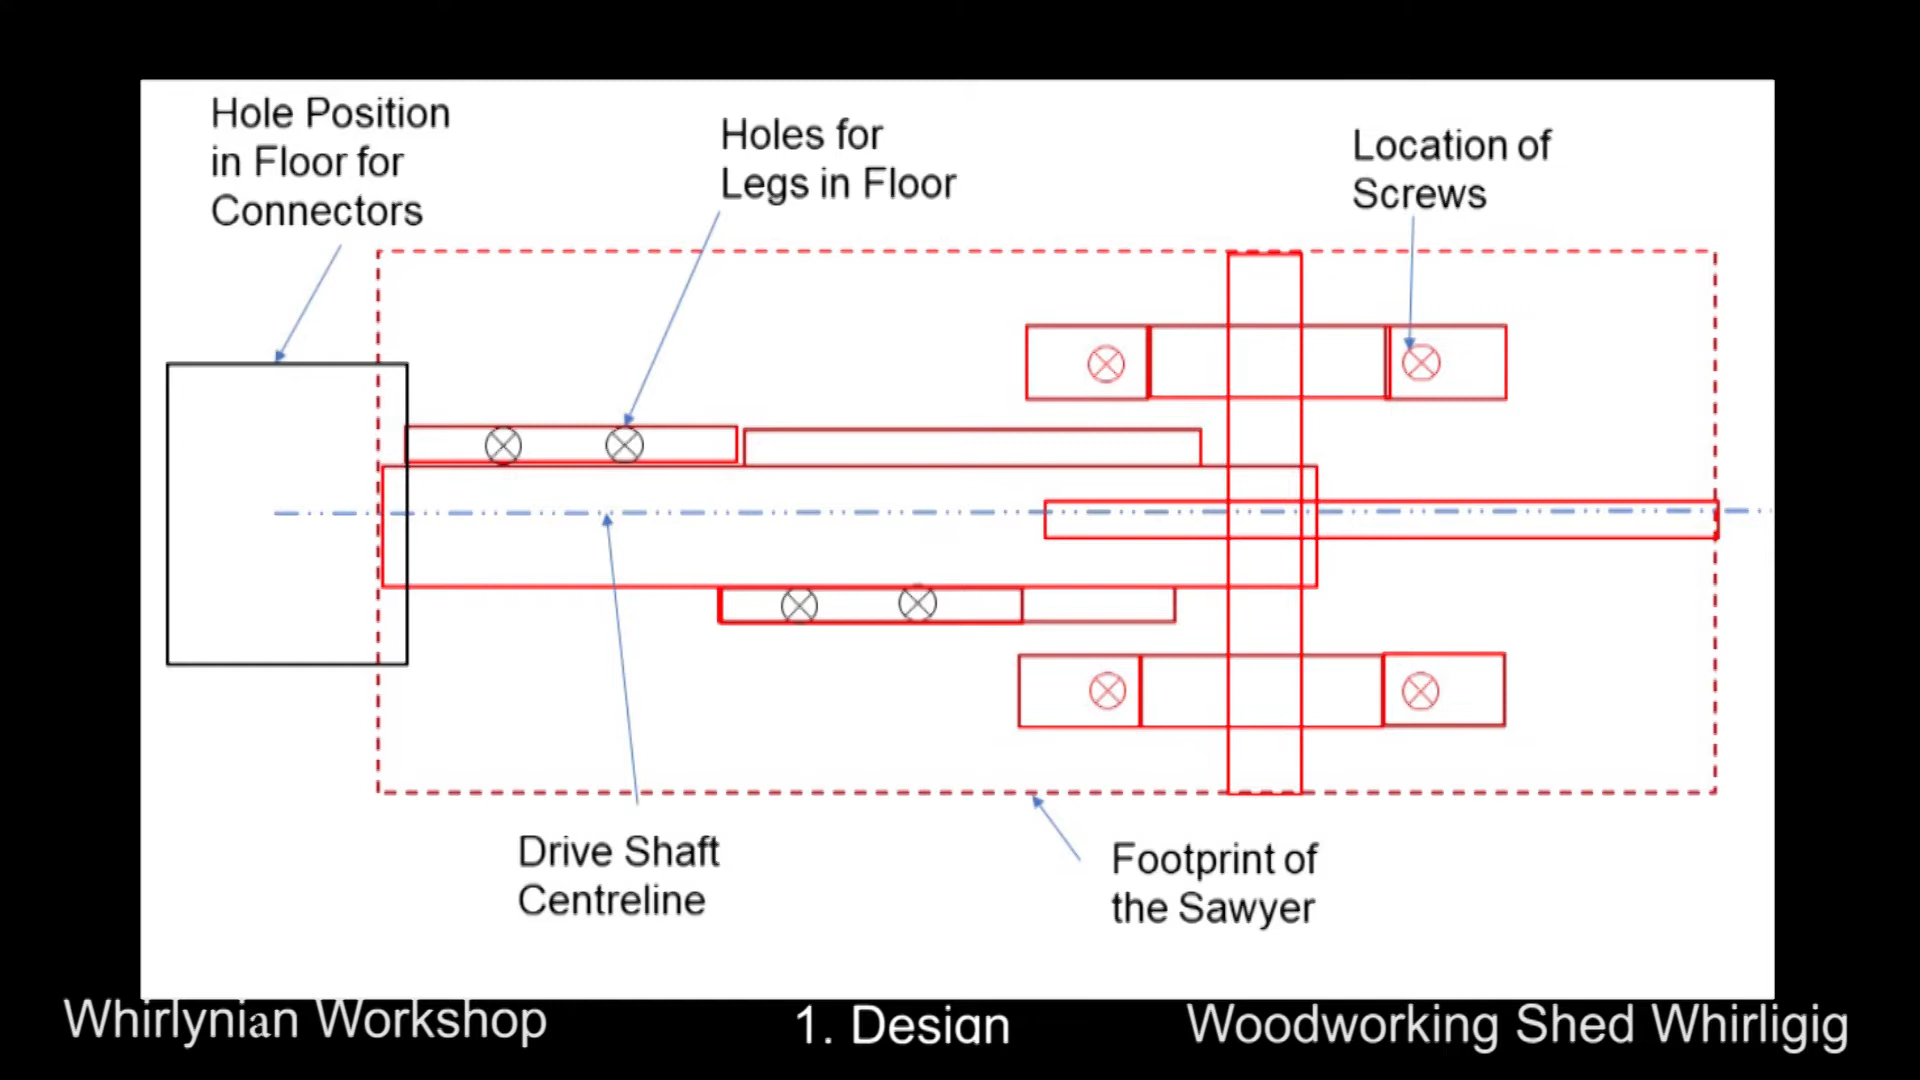 Hole Position
in Floor for
Connectors
Holes for
Legs in Floor
Location of
Screws
Drive Shaft
Centreline
Footprint of
the Sawyer
Whirlynian Workshop
1. Design
Woodworking Shed Whirligig